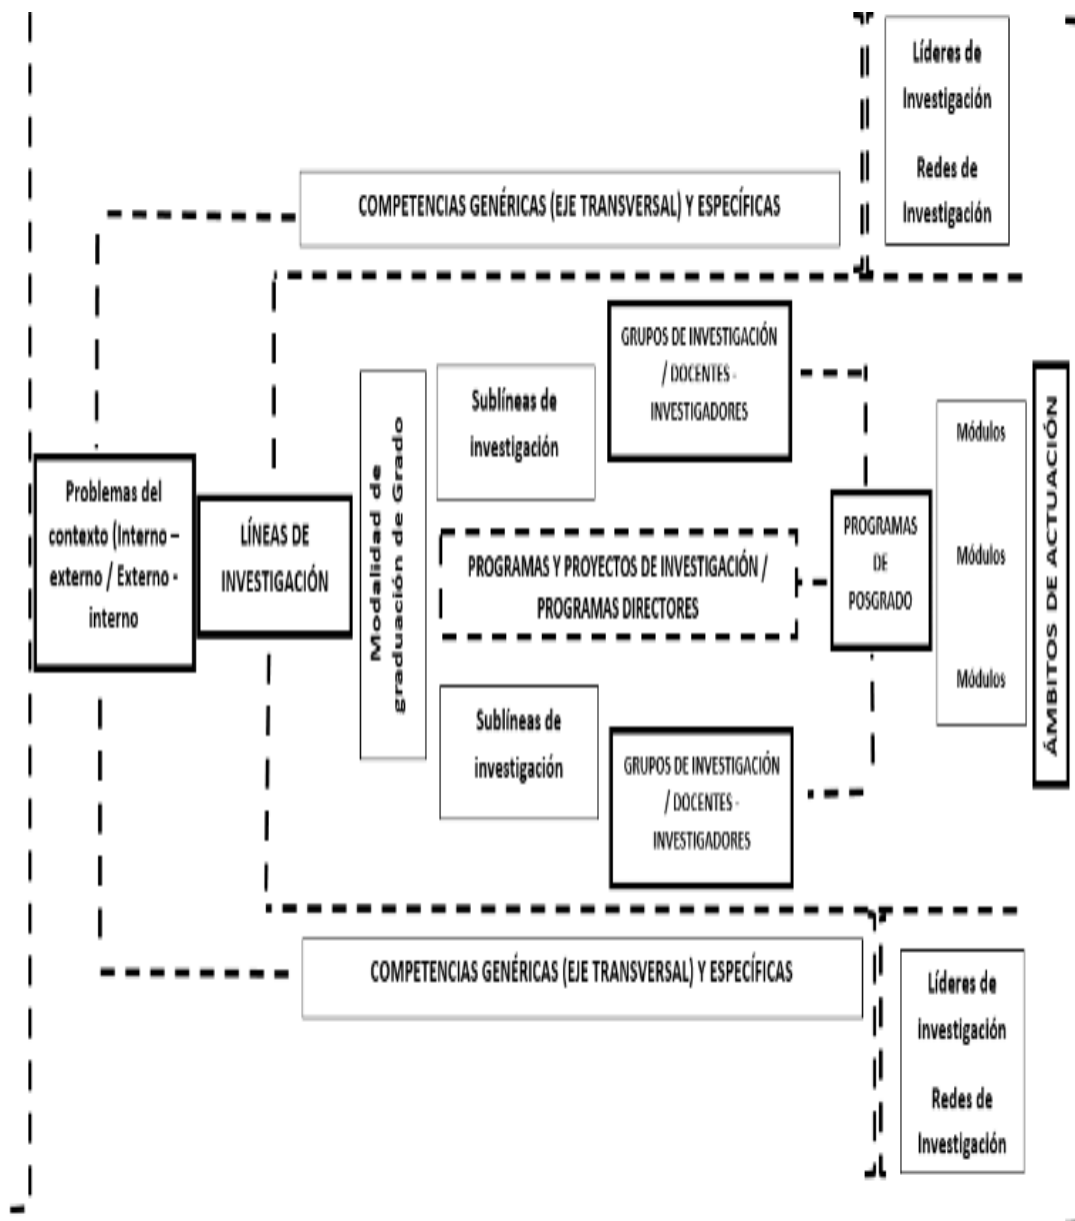 Líderes de
Investigación
Redes de
Investigación
COMPETENCIAS GENÉRICAS (EJE TRANSVERSAL) Y ESPECÍFICAS
GRUPOS DE INVESTIGACIÓN
/ DOCENTES -
INVESTIGADORES
Sublíneas de
investigación
Problemas del
contexto (Interno –
externo / Externo -
interno
LÍNEAS DE
INVESTIGACIÓN
Modalidad de
graduación de Grado
PROGRAMAS Y PROYECTOS DE INVESTIGACIÓN /
PROGRAMAS DIRECTORES
PROGRAMAS
DE
POSGRADO
Módulos
Módulos
Módulos
ÁMBITOS DE ACTUACIÓN
Sublíneas de
investigación
GRUPOS DE INVESTIGACIÓN
/ DOCENTES -
INVESTIGADORES
COMPETENCIAS GENÉRICAS (EJE TRANSVERSAL) Y ESPECÍFICAS
Líderes de
investigación
Redes de
Investigación